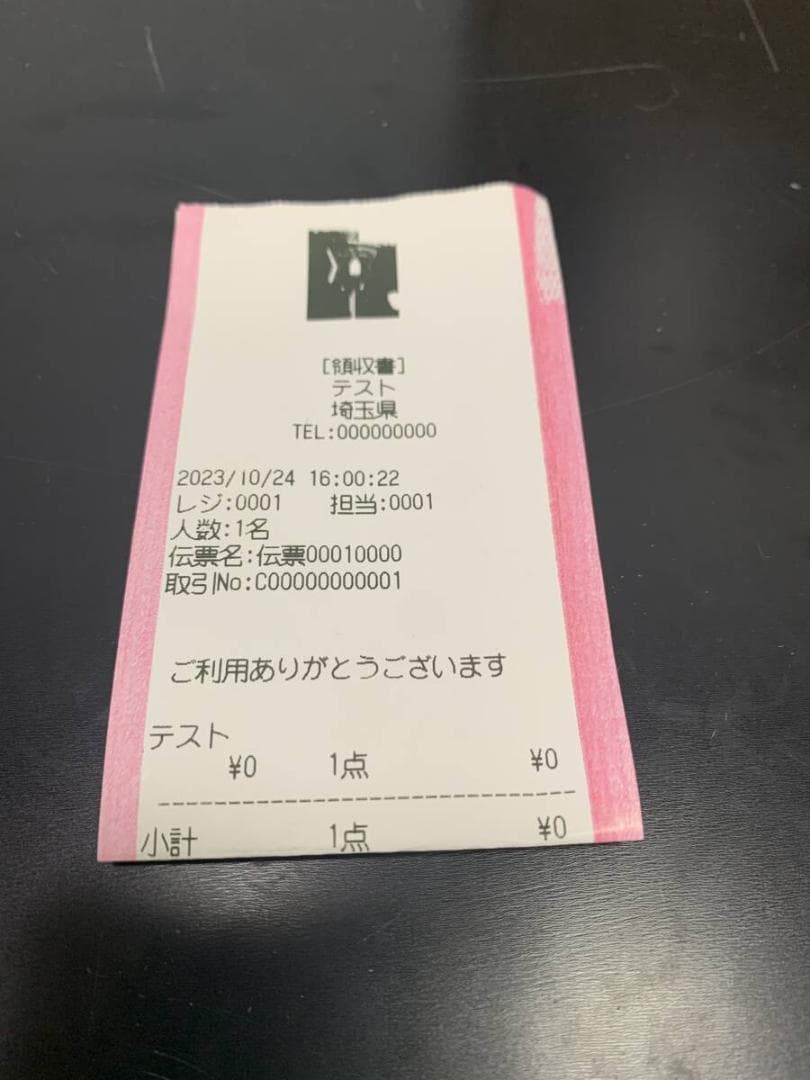 [領収書]
テスト
埼玉県
TEL:000000000
2023/10/24 16:00:22
レジ:0001 担当:0001
人数:1名
伝票名:伝票00010000
取引No:C00000000001
ご利用ありがとうございます
テスト
¥0 1点 ¥0
小計 1点 ¥0